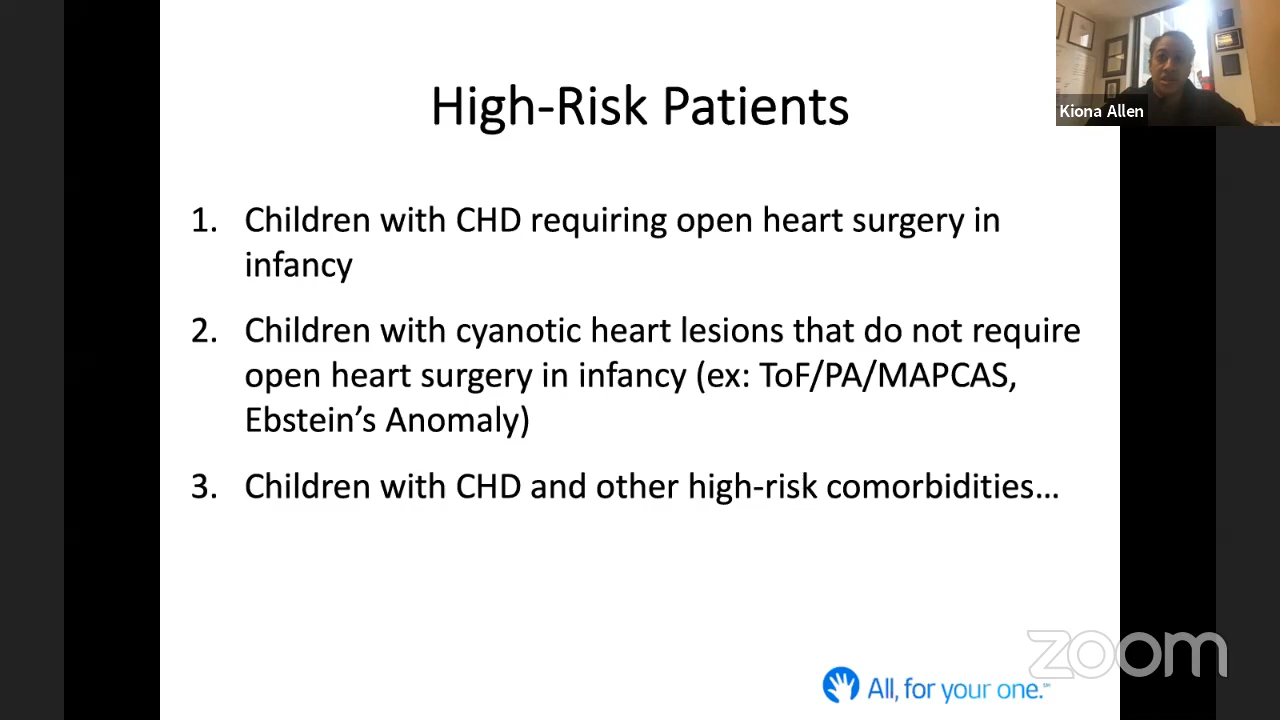 Kiona Allen
High-Risk Patients
1. Children with CHD requiring open heart surgery in
infancy
2. Children with cyanotic heart lesions that do not require
open heart surgery in infancy (ex: ToF/PA/MAPCAS,
Ebstein’s Anomaly)
3. Children with CHD and other high-risk comorbidities…
zoom
All, for your one.℠